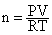 n = PV/RT